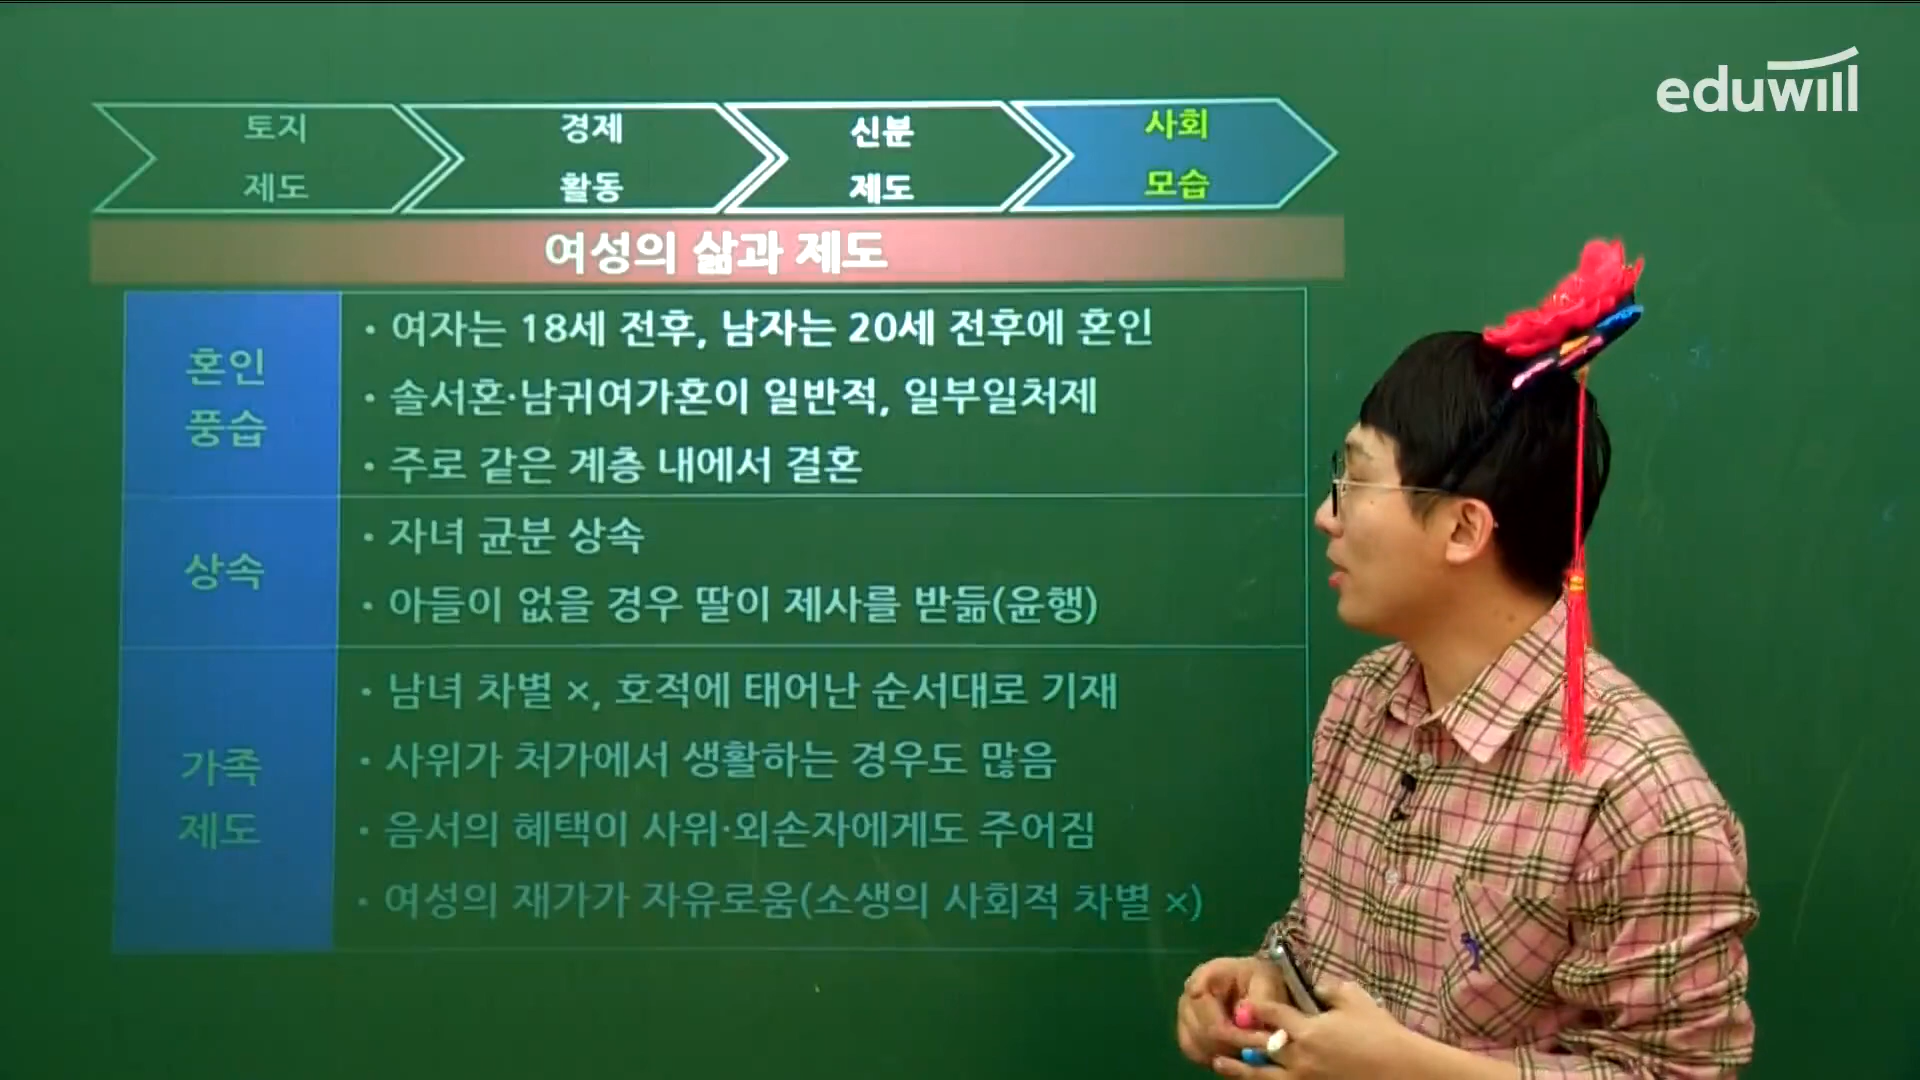 eduwill
토지
제도
경제
활동
신분
제도
사회
모습
여성의 삶과 제도
혼인
풍습
• 여자는 18세 전후, 남자는 20세 전후에 혼인
• 솔서혼·남귀여가혼이 일반적, 일부일처제
• 주로 같은 계층 내에서 결혼
상속
• 자녀 균분 상속
• 아들이 없을 경우 딸이 제사를 받듦(윤행)
가족
제도
• 남녀 차별 ×, 호적에 태어난 순서대로 기재
• 사위가 처가에서 생활하는 경우도 많음
• 음서의 혜택이 사위·외손자에게도 주어짐
• 여성의 재가가 자유로움(소생의 사회적 차별 ×)